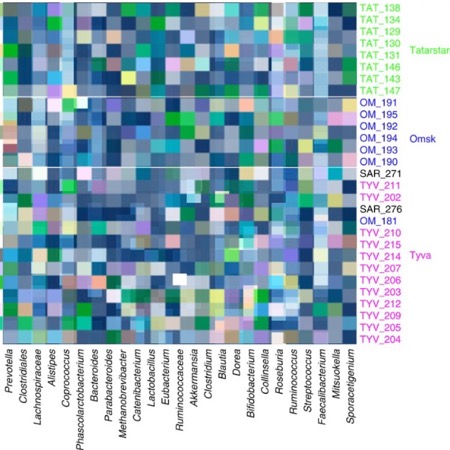 TAT_138
TAT_134
TAT_129
TAT_130
TAT_131
TAT_146
TAT_143
TAT_147
Tatarstar
OM_191
OM_195
OM_192
OM_194
OM_193
OM_190
Omsk
SAR_271
TYV_211
TYV_202
SAR_276
OM_181
TYV_210
TYV_215
TYV_214
TYV_207
TYV_206
TYV_203
TYV_212
TYV_209
TYV_205
TYV_204
Tyva
Prevotella
Clostridiales
Lachnospiraceae
Alistipes
Coprococcus
Phascolarctobacterium
Bacteroides
Parabacteroides
Methanobrevibacter
Catenibacterium
Lactobacillus
Eubacterium
Ruminococcaceae
Akkermansia
Clostridium
Blautia
Dorea
Bifidobacterium
Collinsella
Roseburia
Ruminococcus
Streptococcus
Faecalibacterium
Mitsuokella
Sporacetigenium